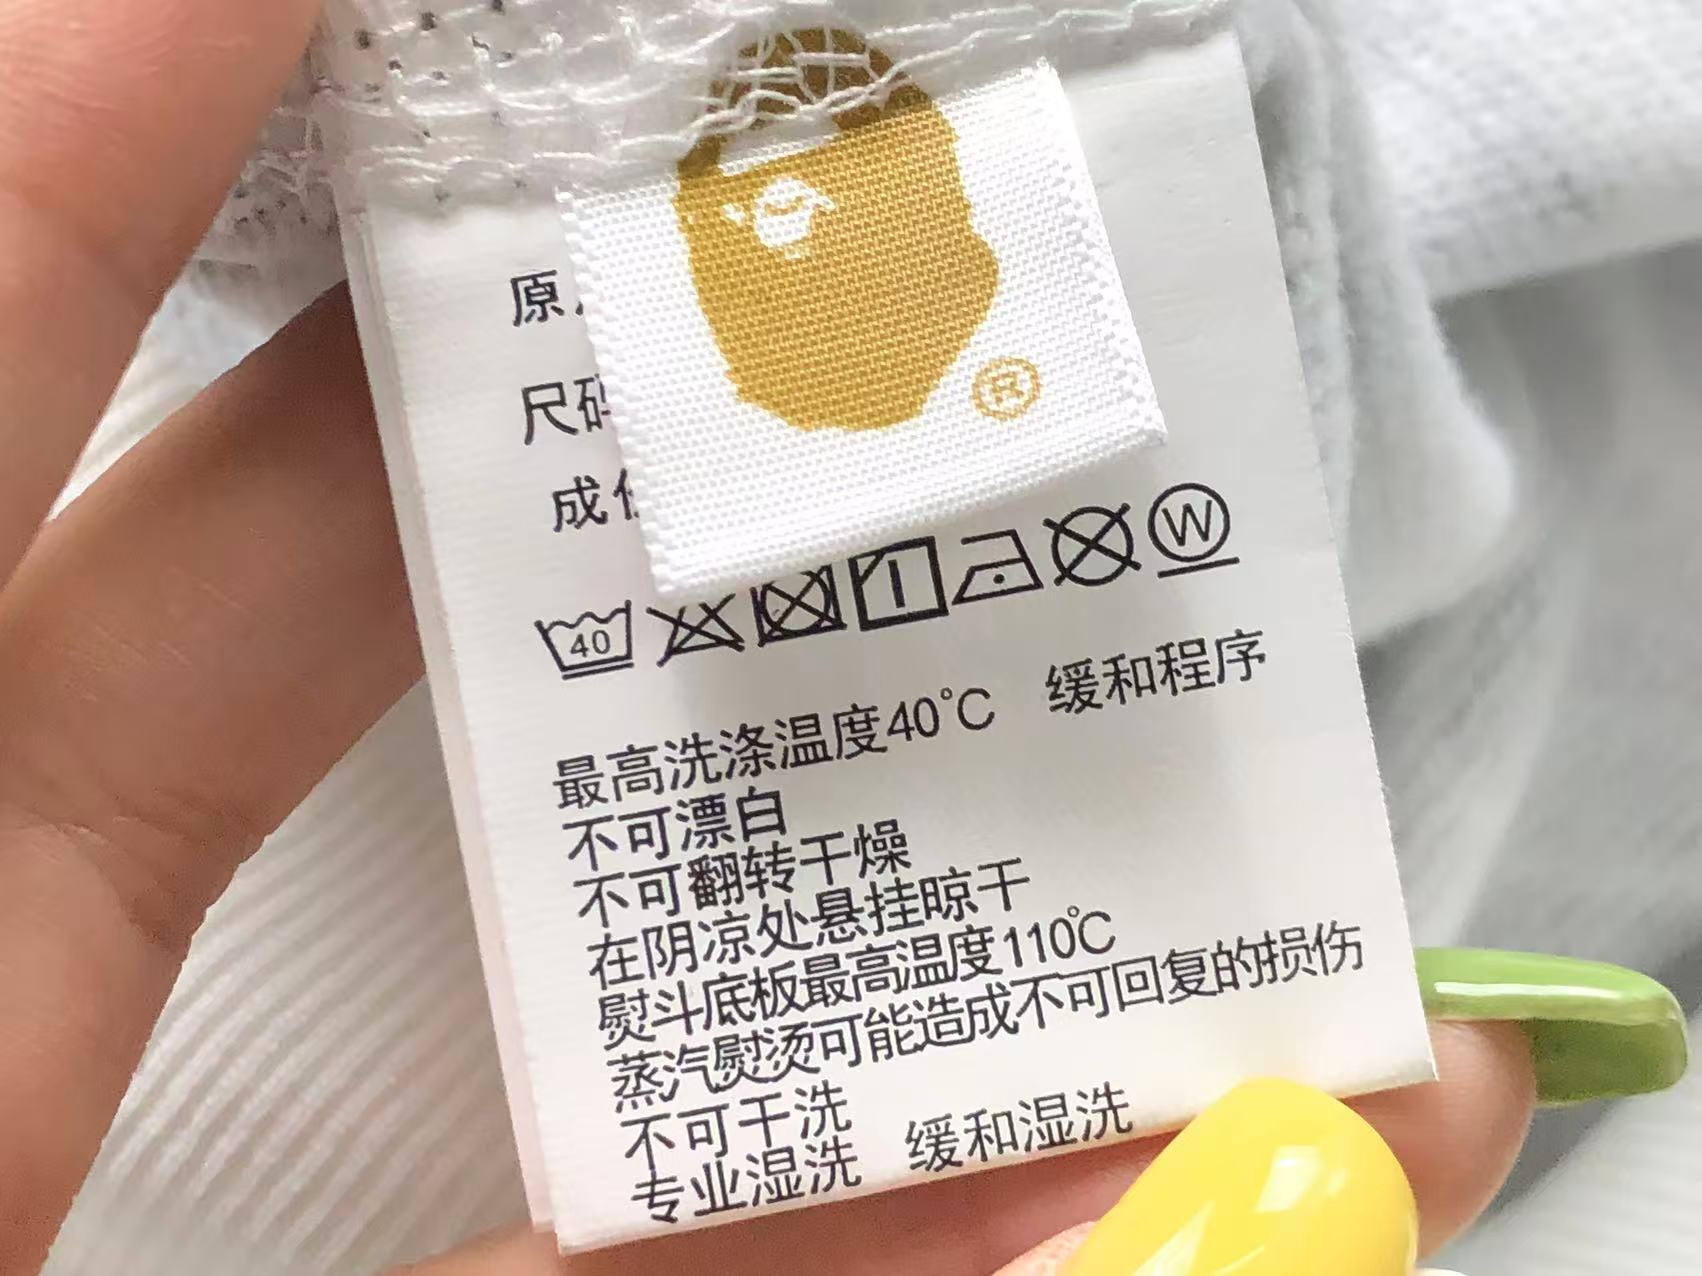 ®
原
尺码
成
40
W
最高洗涤温度40℃ 缓和程序
不可漂白
不可翻转干燥
在阴凉处悬挂晾干
熨斗底板最高温度110℃
蒸汽熨烫可能造成不可回复的损伤
不可干洗
专业湿洗 缓和湿洗